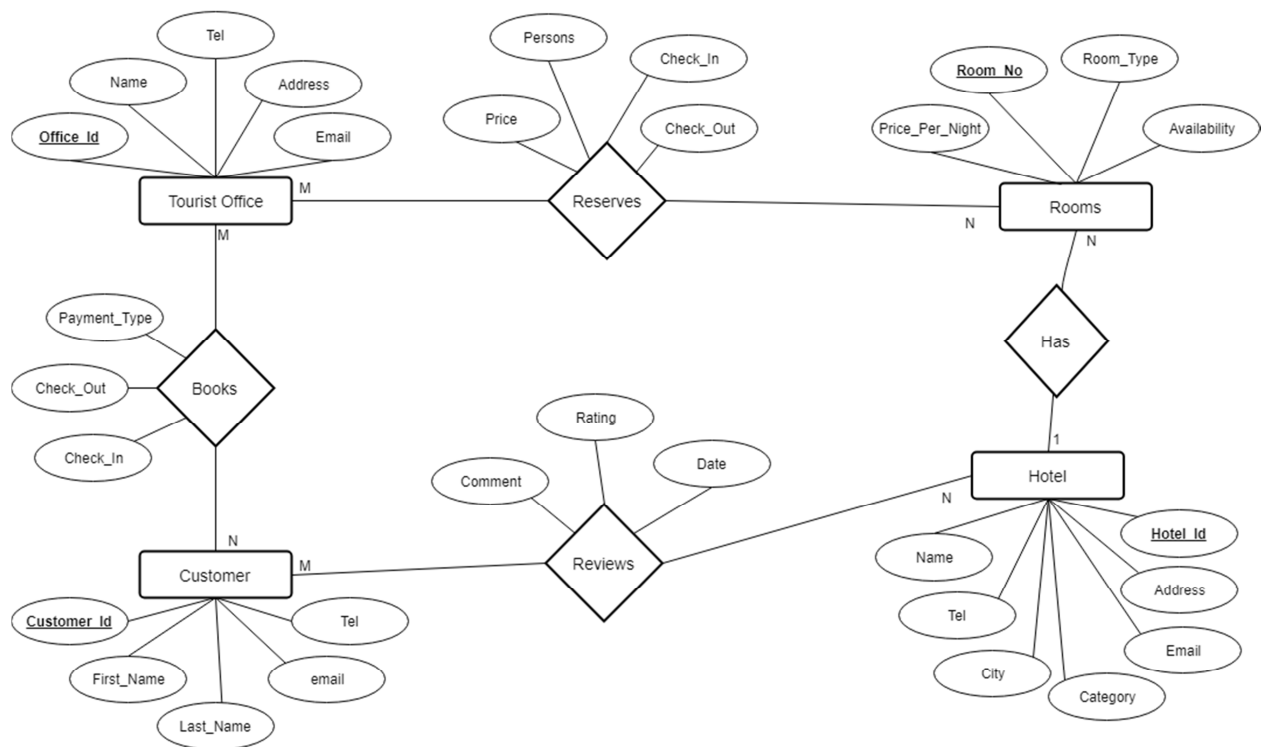 Tel
Name
Address
Office_Id
Email
Tourist Office
M
M
Persons
Check_In
Price
Check_Out
Reserves
N
Room_No
Room_Type
Price_Per_Night
Availability
Rooms
N
Payment_Type
Check_Out
Check_In
Books
N
Has
1
Customer
M
Customer_Id
Tel
First_Name
email
Last_Name
Rating
Comment
Date
Reviews
N
Hotel
Hotel_Id
Name
Address
Tel
Email
City
Category